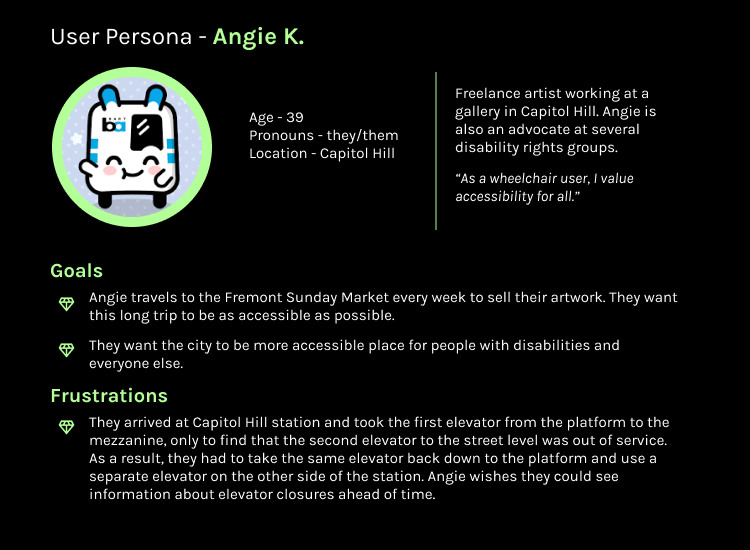 User Persona - Angie K.
BART
ba
Age - 39
Pronouns - they/them
Location - Capitol Hill
Freelance artist working at a
gallery in Capitol Hill. Angie is
also an advocate at several
disability rights groups.
“As a wheelchair user, I value
accessibility for all.”
Goals
Angie travels to the Fremont Sunday Market every week to sell their artwork. They want
this long trip to be as accessible as possible.
They want the city to be more accessible place for people with disabilities and
everyone else.
Frustrations
They arrived at Capitol Hill station and took the first elevator from the platform to the
mezzanine, only to find that the second elevator to the street level was out of service.
As a result, they had to take the same elevator back down to the platform and use a
separate elevator on the other side of the station. Angie wishes they could see
information about elevator closures ahead of time.